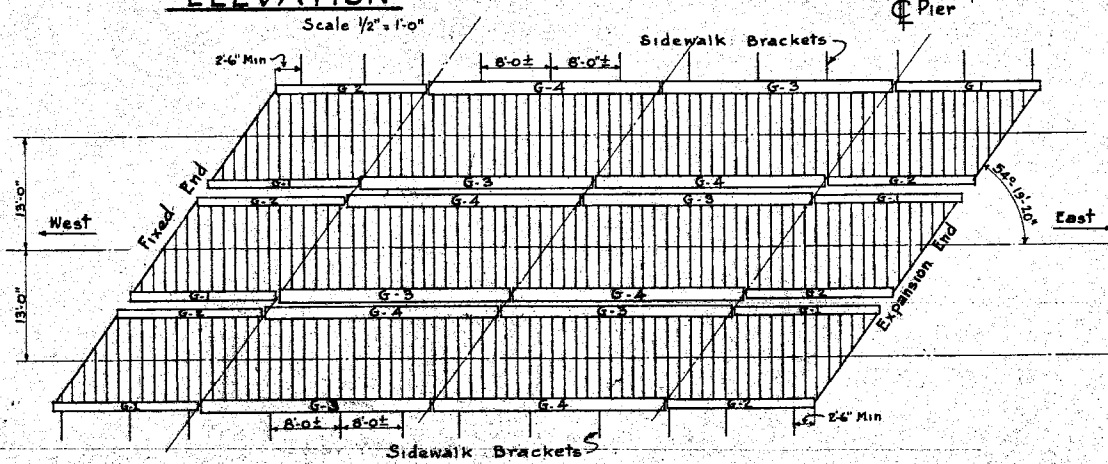 ELEVATION
Scale 1/2" = 1'-0"
℄ Pier
Sidewalk Brackets
2'-6" Min
8'-0± 8'-0"±
G-2 G-4 G-3 G-1
G-1 G-3 G-4 G-2
Fixed End
13'-0"
G-2 G-4 G-3 G-1
54° 19' 20"
West
East
Expansion End
G-1 G-3 G-4 G-2
13'-0"
G-2 G-4 G-3 G-1
G-1 G-3 G-4 G-2
8'-0± 8'-0±
2'-6" Min
Sidewalk Brackets